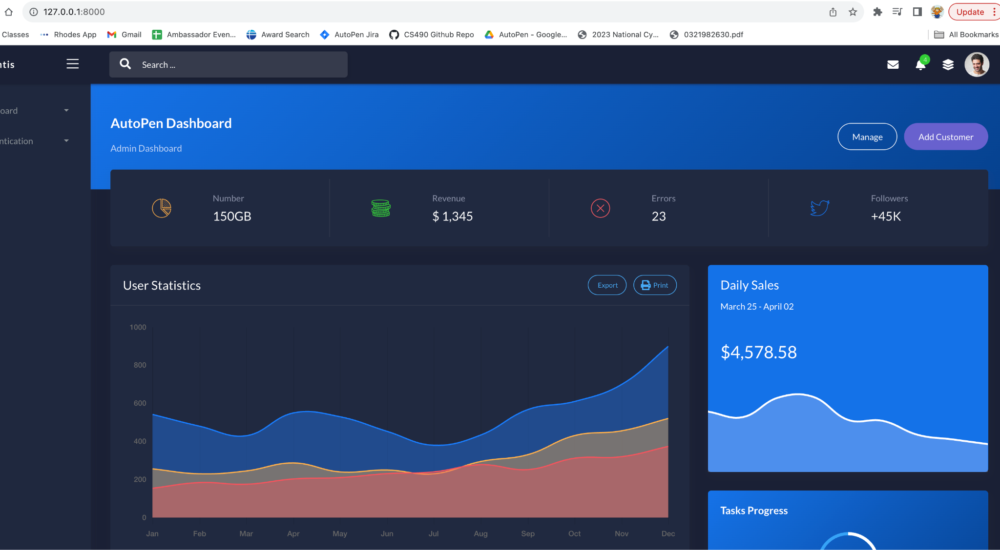 127.0.0.1:8000
Update
Classes Rhodes App Gmail Ambassador Even... Award Search AutoPen Jira CS490 Github Repo AutoPen - Google... 2023 National Cy... 0321982630.pdf All Bookmarks
ntis
Search ...
4
oard
ntication
AutoPen Dashboard
Admin Dashboard
Manage Add Customer
Number
150GB
Revenue
$ 1,345
Errors
23
Followers
+45K
User Statistics
Export Print
1000
800
600
400
200
0
Jan Feb Mar Apr May Jun Jul Aug Sep Oct Nov Dec
Daily Sales
March 25 - April 02
$4,578.58
Tasks Progress